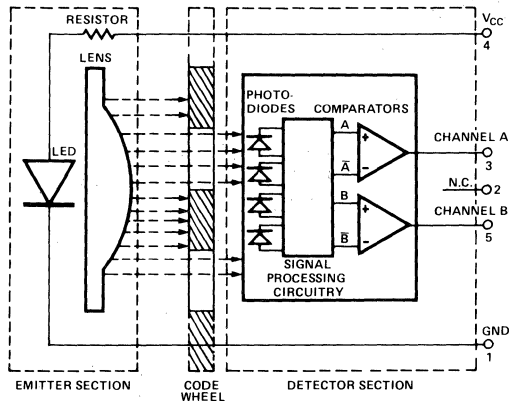 RESISTOR
VCC
4
LENS
PHOTO-
DIODES
COMPARATORS
LED
A
+
CHANNEL A
3
A̅
−
N.C.
2
B
+
CHANNEL B
5
B̅
−
SIGNAL
PROCESSING
CIRCUITRY
GND
1
EMITTER SECTION
CODE
WHEEL
DETECTOR SECTION